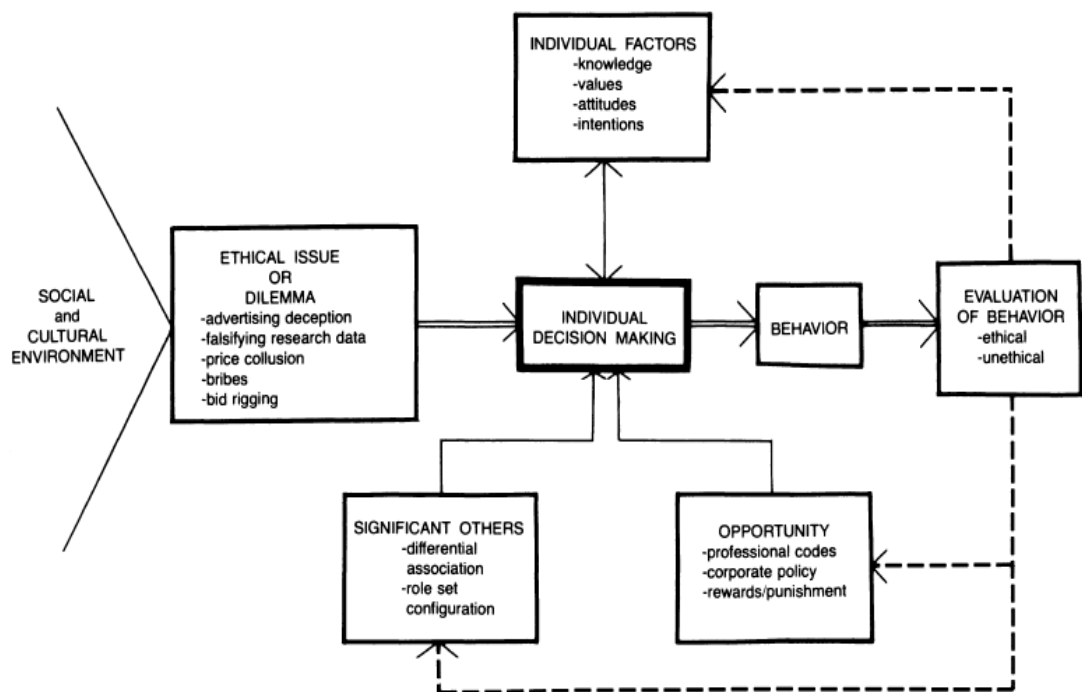 INDIVIDUAL FACTORS
-knowledge
-values
-attitudes
-intentions
SOCIAL
and
CULTURAL
ENVIRONMENT
ETHICAL ISSUE
OR
DILEMMA
-advertising deception
-falsifying research data
-price collusion
-bribes
-bid rigging
INDIVIDUAL
DECISION MAKING
BEHAVIOR
EVALUATION
OF BEHAVIOR
-ethical
-unethical
SIGNIFICANT OTHERS
-differential
association
-role set
configuration
OPPORTUNITY
-professional codes
-corporate policy
-rewards/punishment